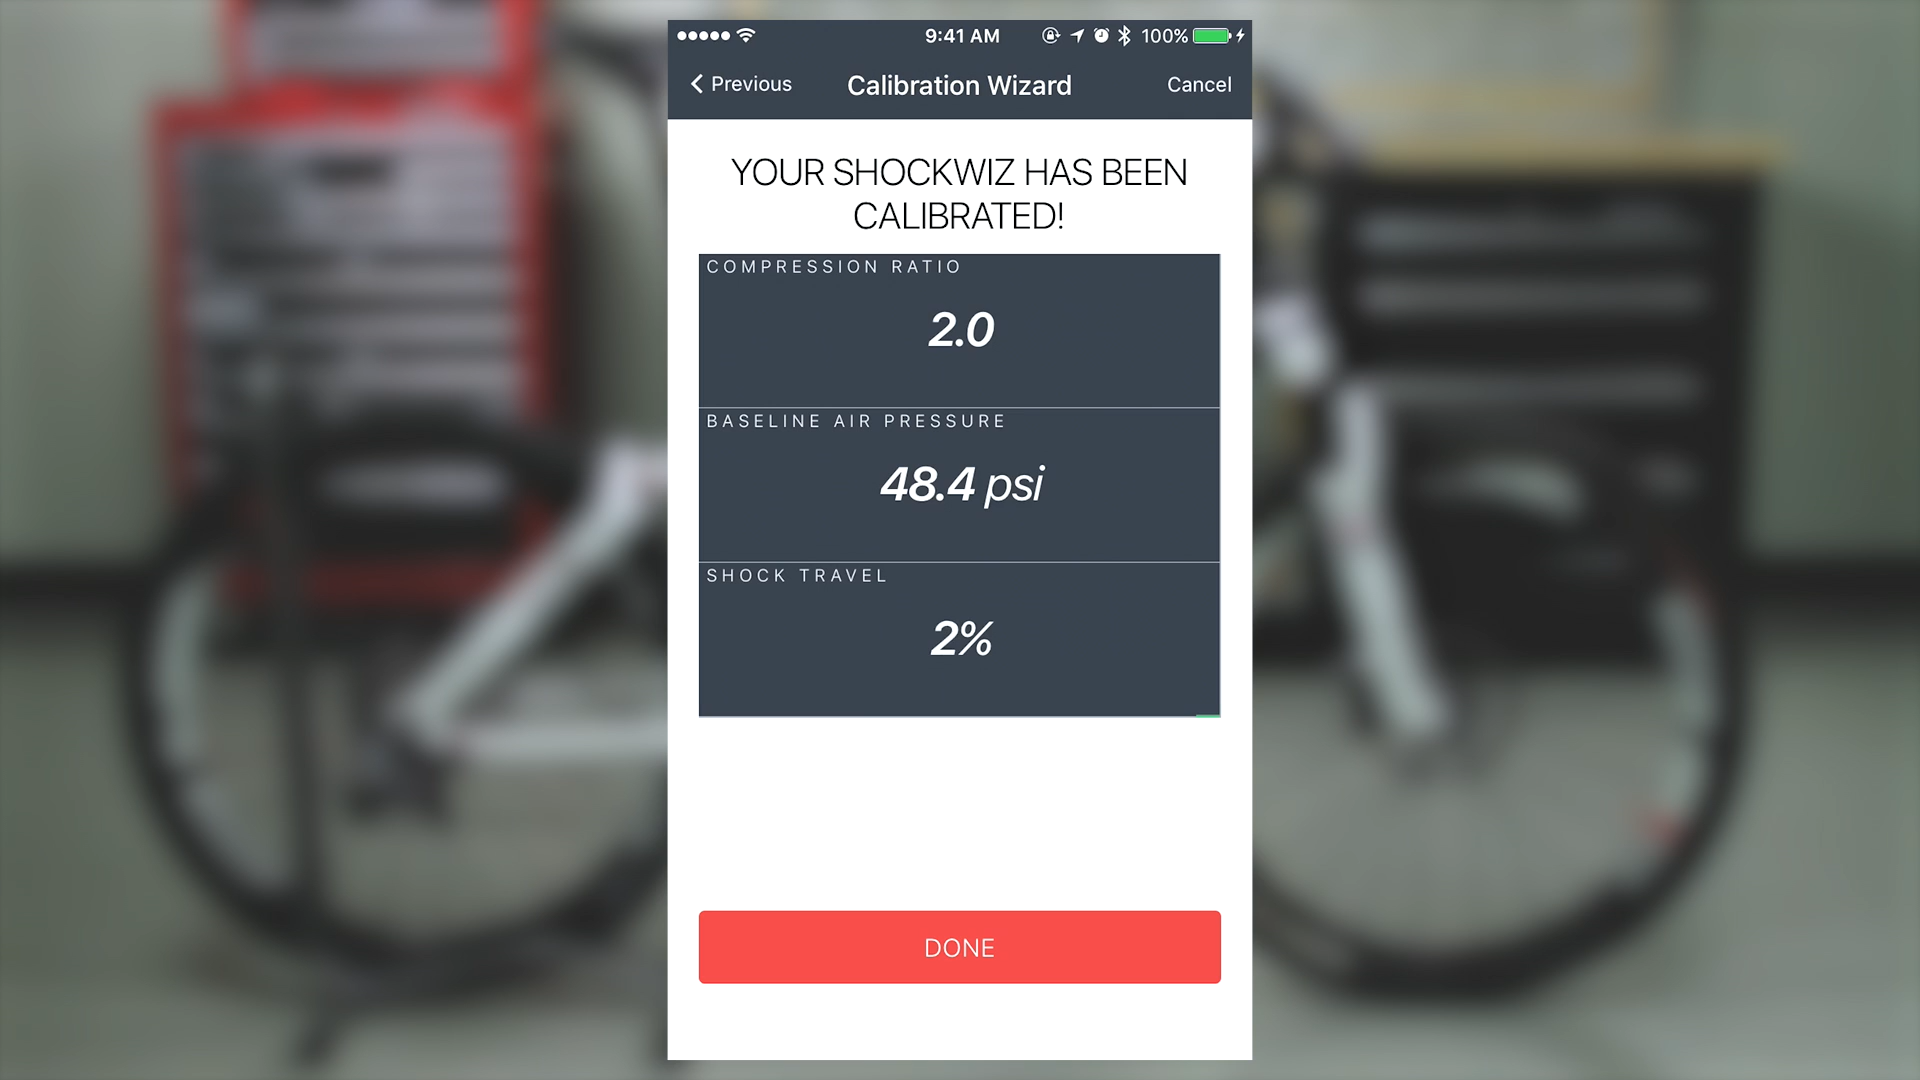 9:41 AM 100%
Previous Calibration Wizard Cancel
YOUR SHOCKWIZ HAS BEEN
CALIBRATED!
COMPRESSION RATIO
2.0
BASELINE AIR PRESSURE
48.4 psi
SHOCK TRAVEL
2%
DONE